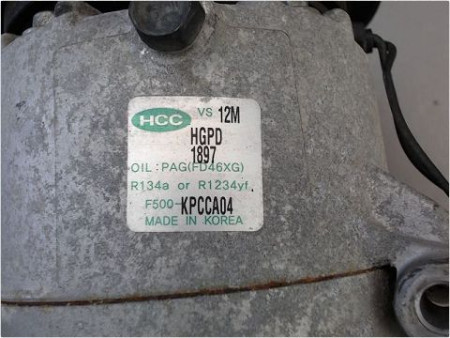 HCC VS 12M
HGPD
1897
OIL : PAG(FD46XG)
R134a or R1234yf.
F500-KPCCA04
MADE IN KOREA